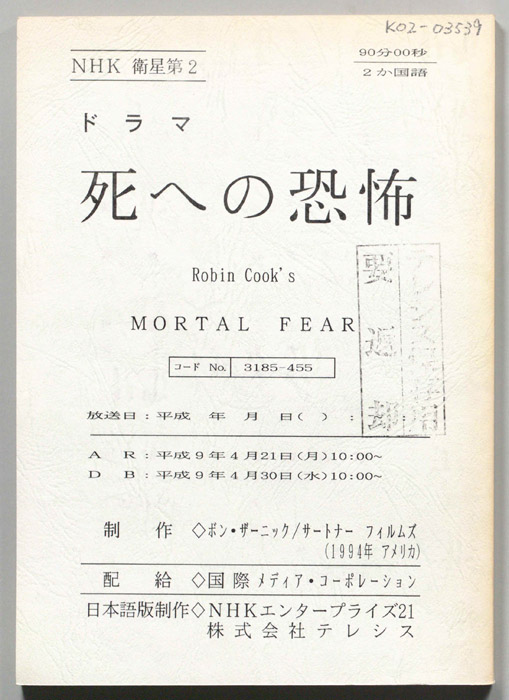 K02-03539
NHK 衛星第2
90分00秒
2か国語
ドラマ
死への恐怖
Robin Cook's
MORTAL FEAR
コード No. 3185-455
放送日：平成　年　月　日(　)　：
AR：平成9年4月21日(月)10:00~
DB：平成9年4月30日(水)10:00~
制作◇ボン・ザーニック/サートナー フィルムズ
(1994年 アメリカ)
配給◇国際メディア・コーポレーション
日本語版制作◇NHKエンタープライズ21
株式会社テレシス
要返却